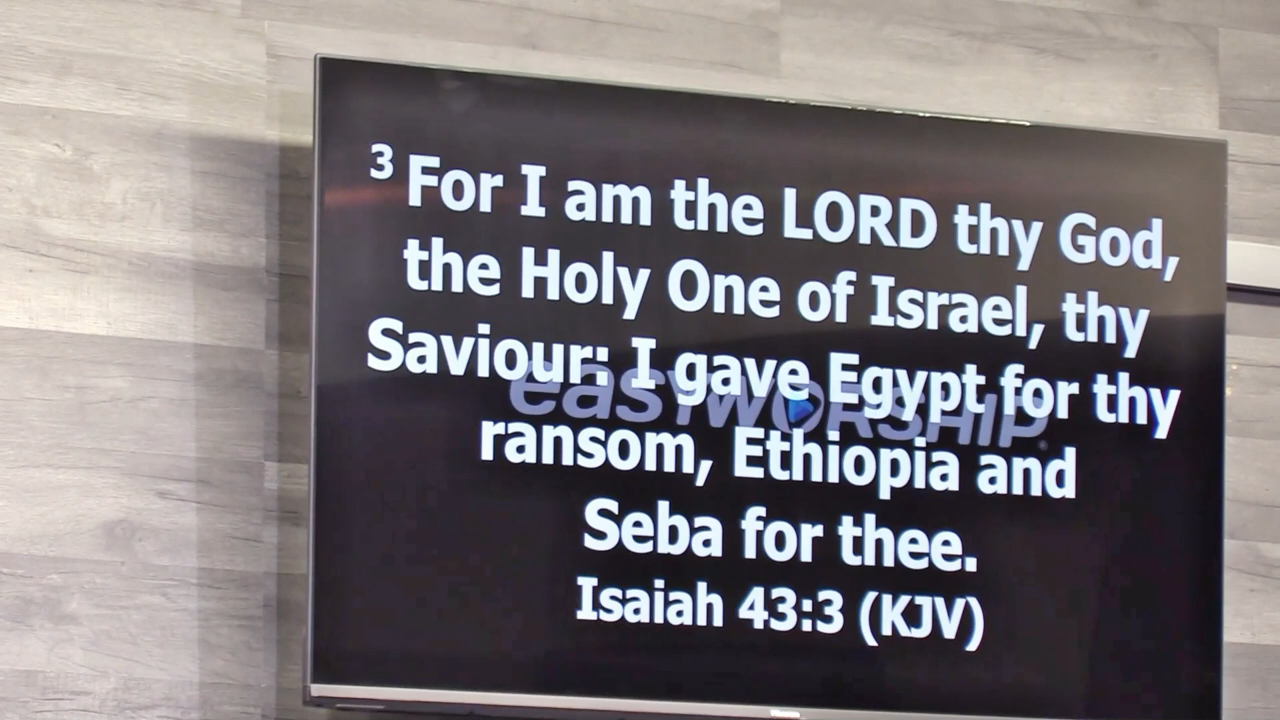 3 For I am the LORD thy God,
the Holy One of Israel, thy
Saviour: I gave Egypt for thy
easyworship
ransom, Ethiopia and
Seba for thee.
Isaiah 43:3 (KJV)